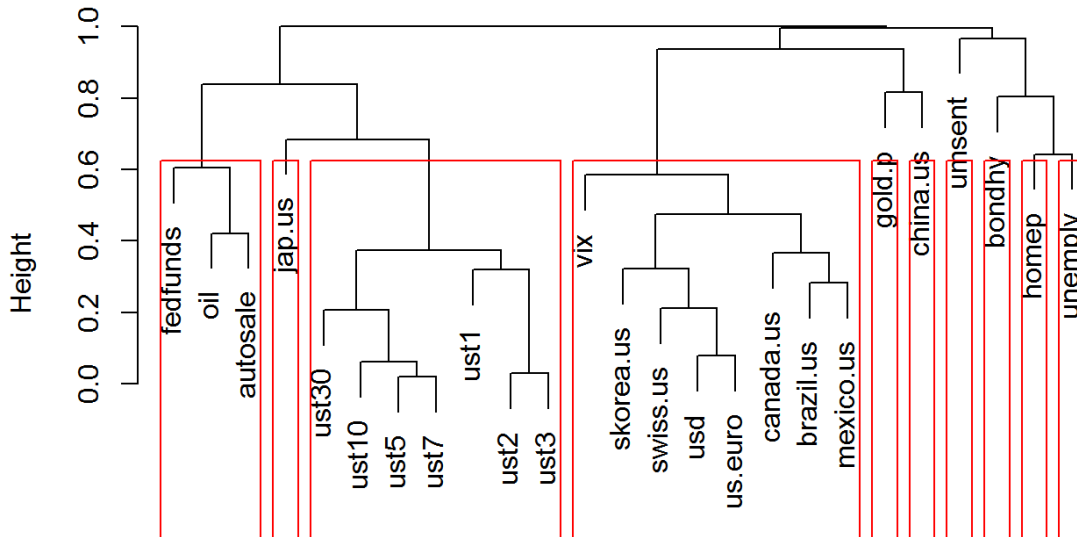 Height
1.0
0.8
0.6
0.4
0.2
0.0
fedfunds
oil
autosale
jap.us
ust30
ust10
ust5
ust7
ust1
ust2
ust3
vix
skorea.us
swiss.us
usd
us.euro
canada.us
brazil.us
mexico.us
gold.p
china.us
umsent
bondhy
homep
unemply